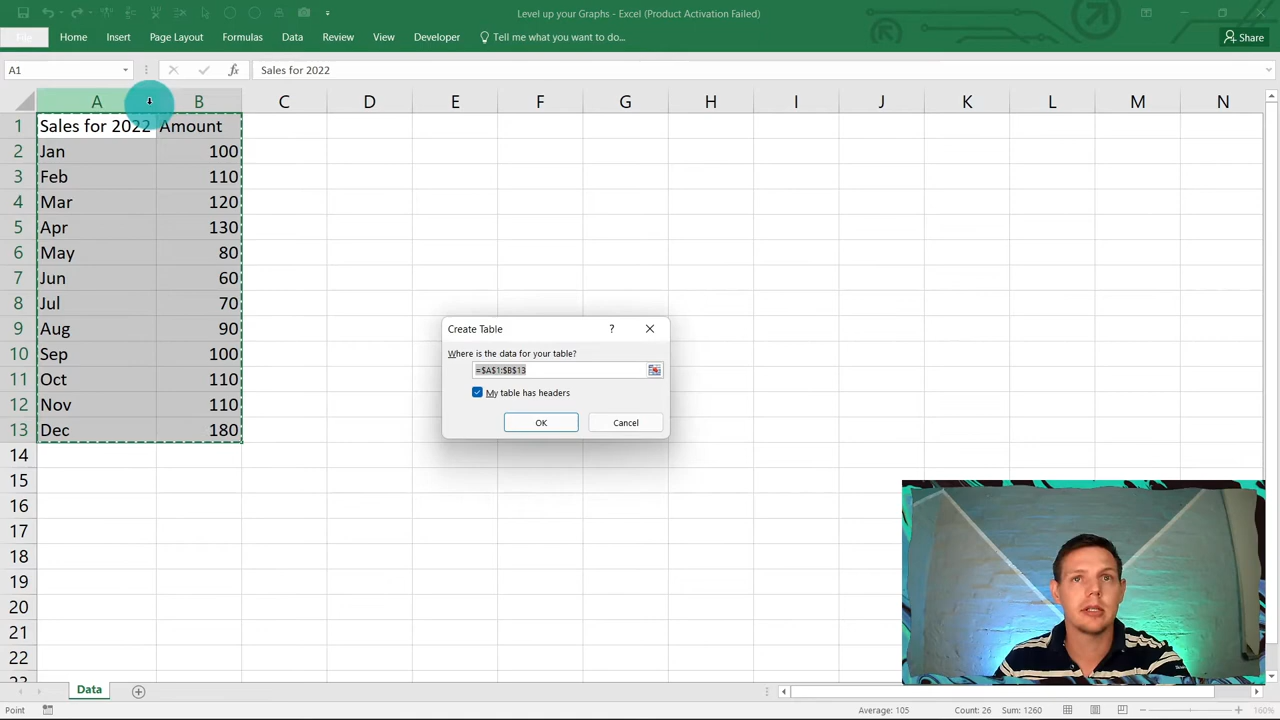 Level up your Graphs - Excel (Product Activation Failed)
File Home Insert Page Layout Formulas Data Review View Developer Tell me what you want to do... Share
A1 fx Sales for 2022
A B C D E F G H I J K L M N
1 Sales for 2022 Amount
2 Jan 100
3 Feb 110
4 Mar 120
5 Apr 130
6 May 80
7 Jun 60
8 Jul 70
9 Aug 90
10 Sep 100
11 Oct 110
12 Nov 110
13 Dec 180
14
15
16
17
18
19
20
21
22
Create Table ?
Where is the data for your table?
=$A$1:$B$13
My table has headers
OK Cancel
Data
Point Average: 105 Count: 26 Sum: 1260 160%